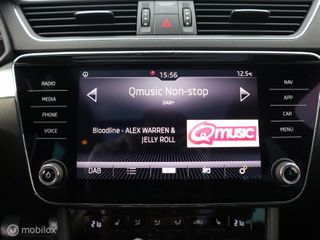 15:56
12.5°C
RADIO
MEDIA
PHONE
VOICE
NAV
APP
CAR
MENU
Qmusic Non-stop
DAB+
Bloodline - ALEX WARREN &
JELLY ROLL
Qmusic
DAB
mobilox